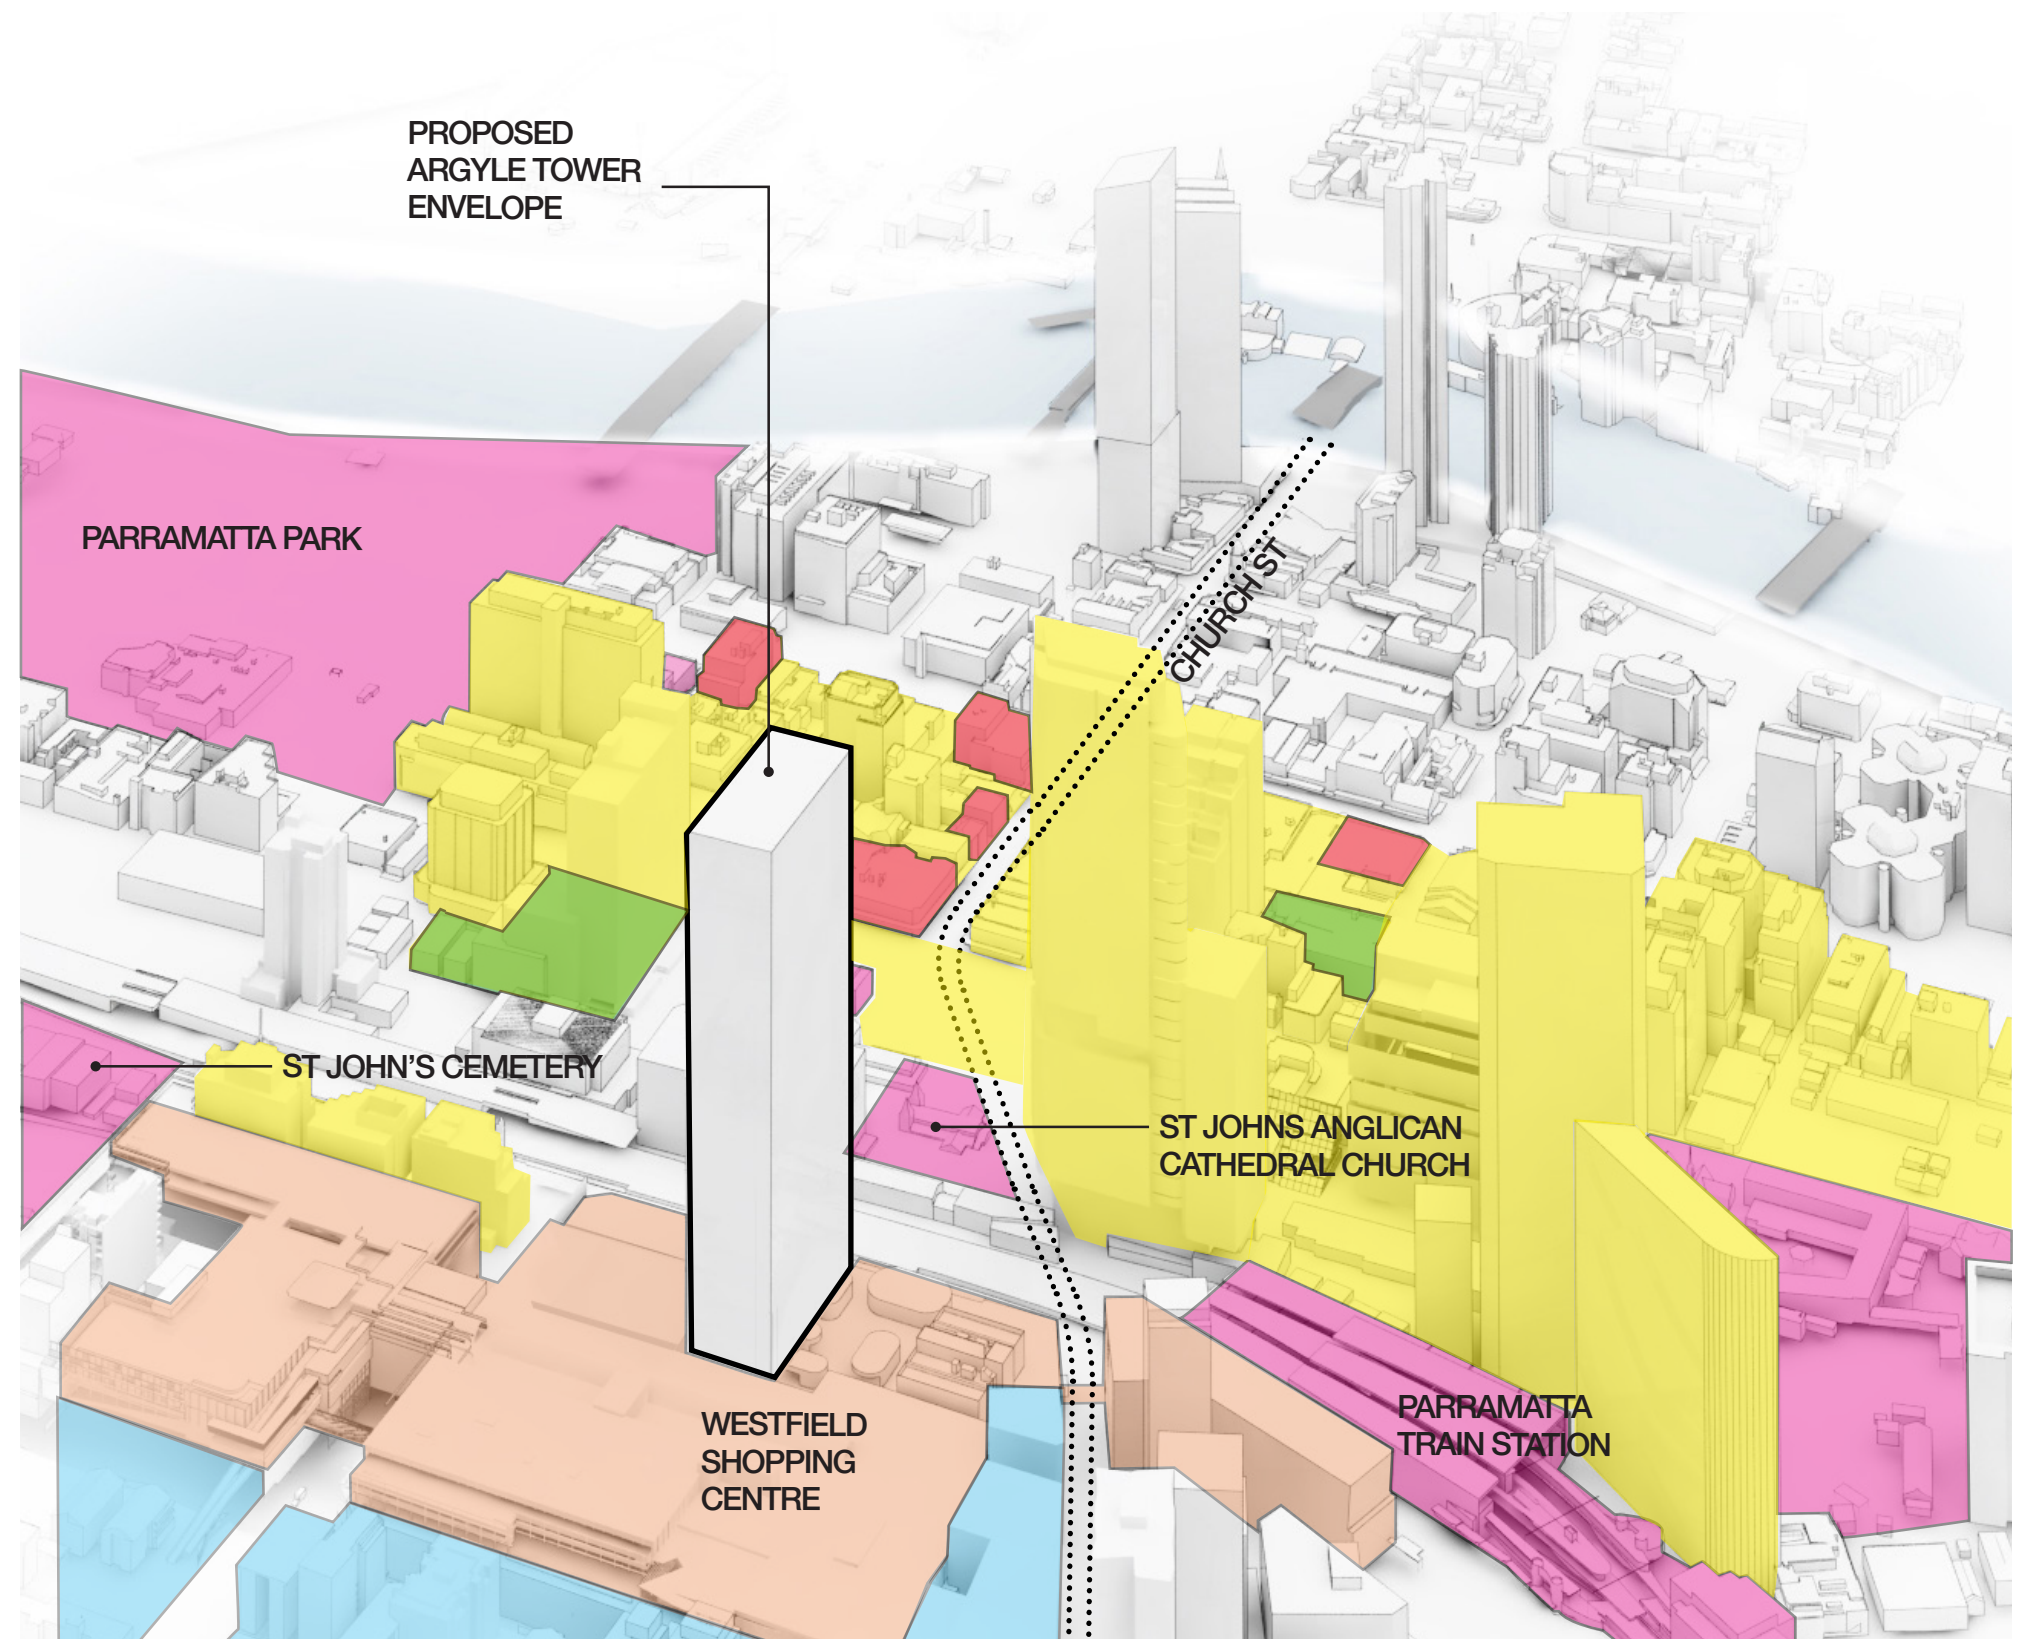 PROPOSED
ARGYLE TOWER
ENVELOPE
PARRAMATTA PARK
CHURCH ST
ST JOHN’S CEMETERY
ST JOHNS ANGLICAN
CATHEDRAL CHURCH
PARRAMATTA
TRAIN STATION
WESTFIELD
SHOPPING
CENTRE